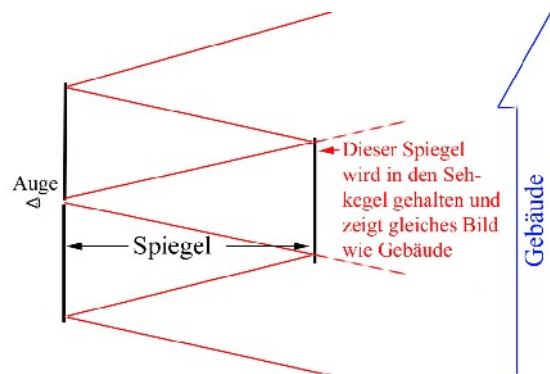 Auge
Spiegel
Dieser Spiegel
wird in den Seh-
kegel gehalten und
zeigt gleiches Bild
wie Gebäude
Gebäude